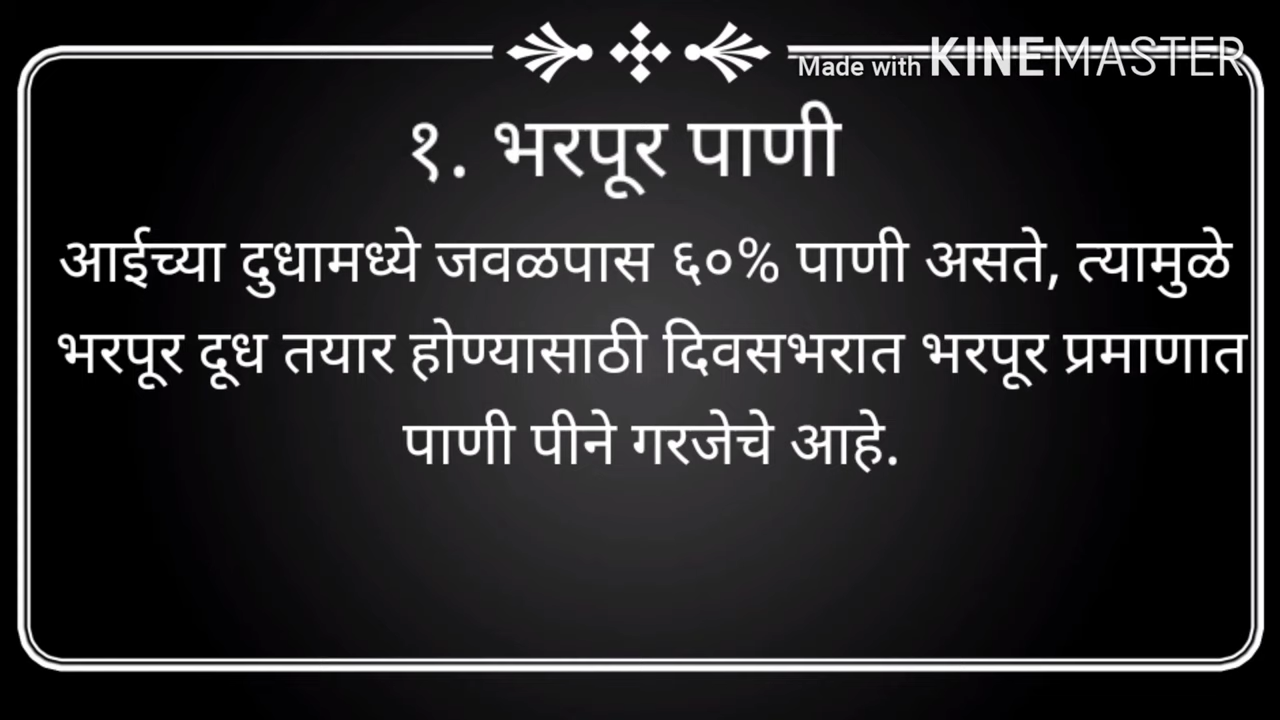 Made with KINEMASTER
१. भरपूर पाणी
आईच्या दुधामध्ये जवळपास ६०% पाणी असते, त्यामुळे
भरपूर दूध तयार होण्यासाठी दिवसभरात भरपूर प्रमाणात
पाणी पीने गरजेचे आहे.